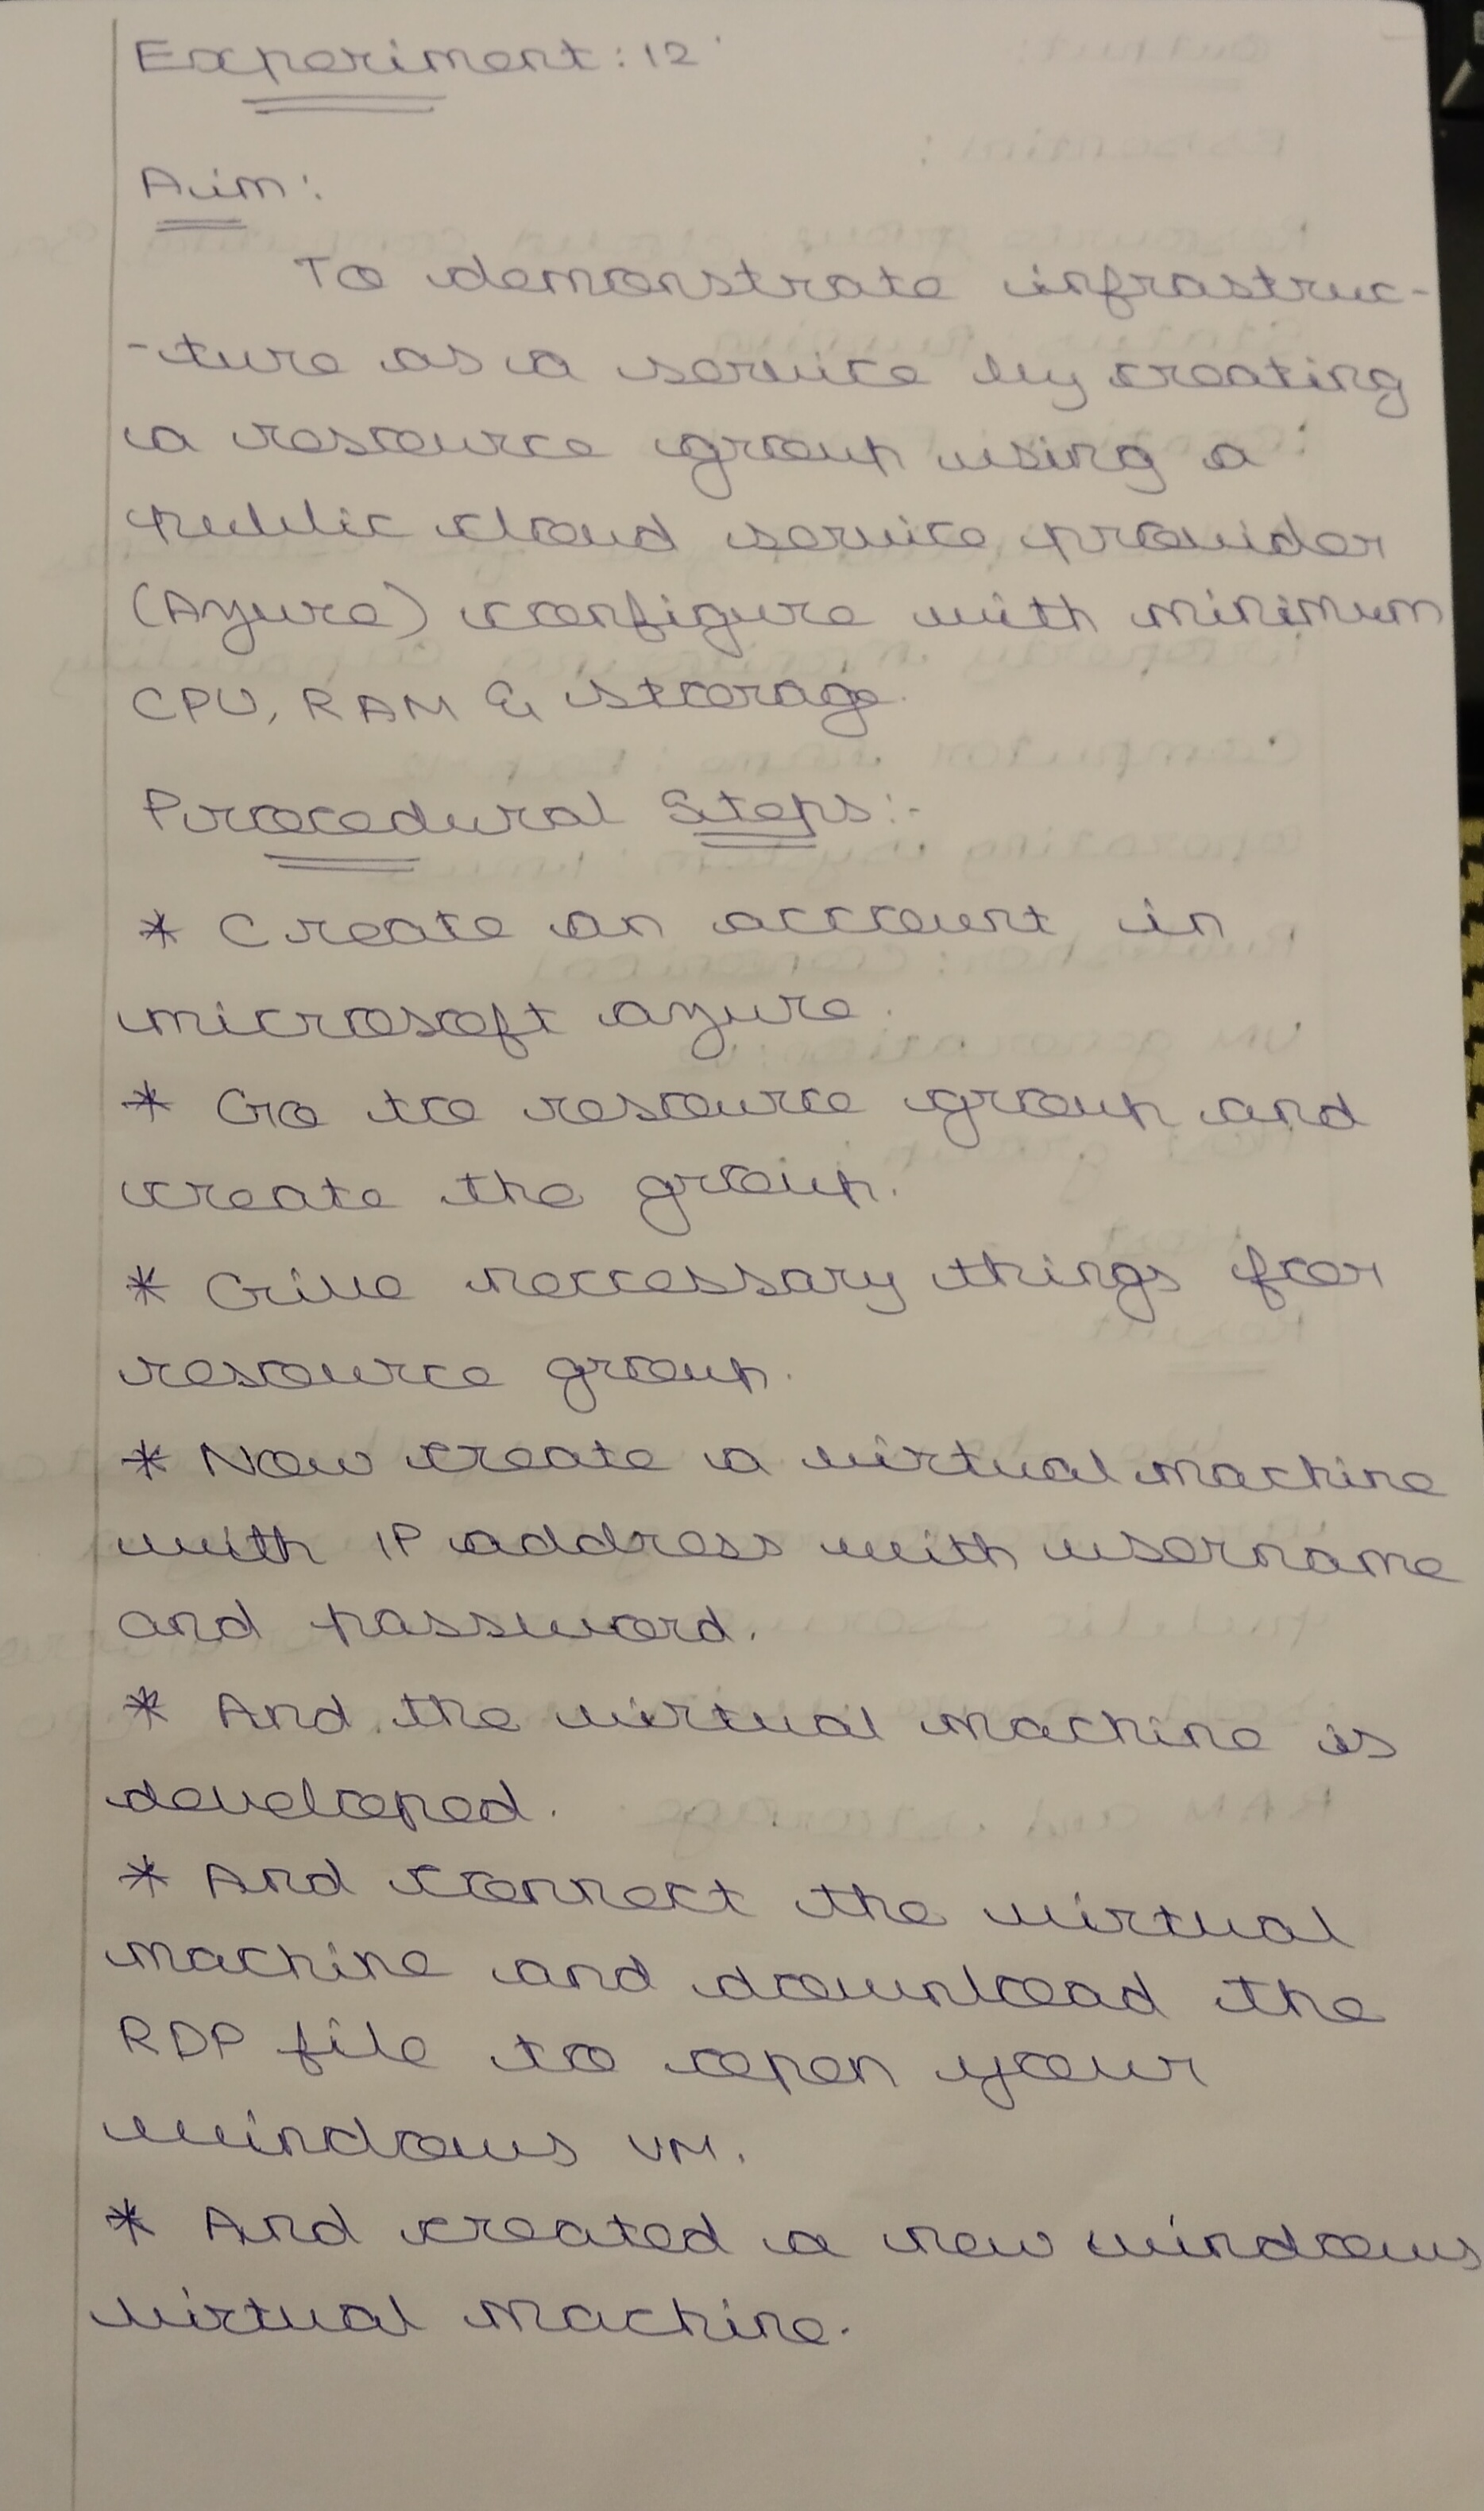 Experiment: 12
Aim:
To demonstrate infrastruc-
-ture as a service by creating
a resource group using a
public cloud service provider
(Azure) configure with minimum
CPU, RAM & storage.
Procedural Steps:-
* Create an account in
microsoft azure.
* Go to resource group and
create the group.
* Give neccessary things for
resource group.
* Now create a virtual machine
with IP address with username
and password.
* And the virtual machine is
developed.
* And connect the virtual
machine and download the
RDP file to open your
windows VM.
* And created a new windows
virtual machine.